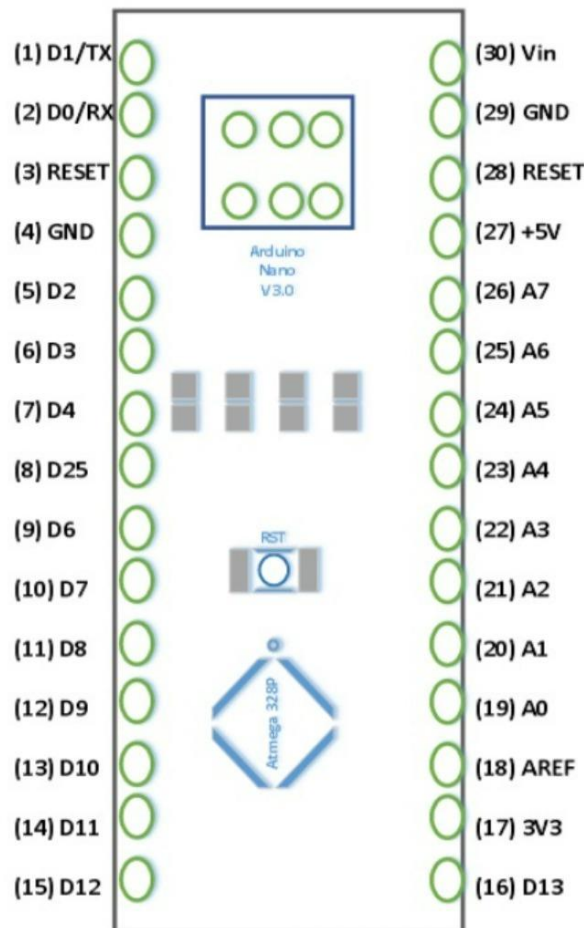 (1) D1/TX
(2) D0/RX
(3) RESET
(4) GND
(5) D2
(6) D3
(7) D4
(8) D25
(9) D6
(10) D7
(11) D8
(12) D9
(13) D10
(14) D11
(15) D12
Arduino
Nano
V3.0
RST
Atmega 328P
(30) Vin
(29) GND
(28) RESET
(27) +5V
(26) A7
(25) A6
(24) A5
(23) A4
(22) A3
(21) A2
(20) A1
(19) A0
(18) AREF
(17) 3V3
(16) D13